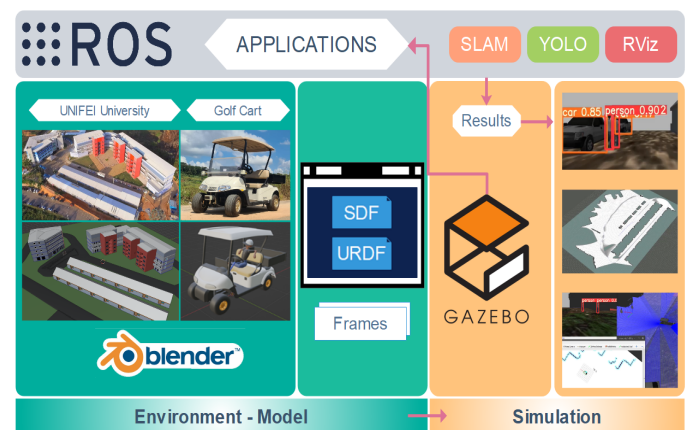 ROS
APPLICATIONS
SLAM
YOLO
RViz
UNIFEI University
Golf Cart
Results
car 0.85
person 0.902
SDF
URDF
Frames
GAZEBO
blender™
Environment - Model
Simulation